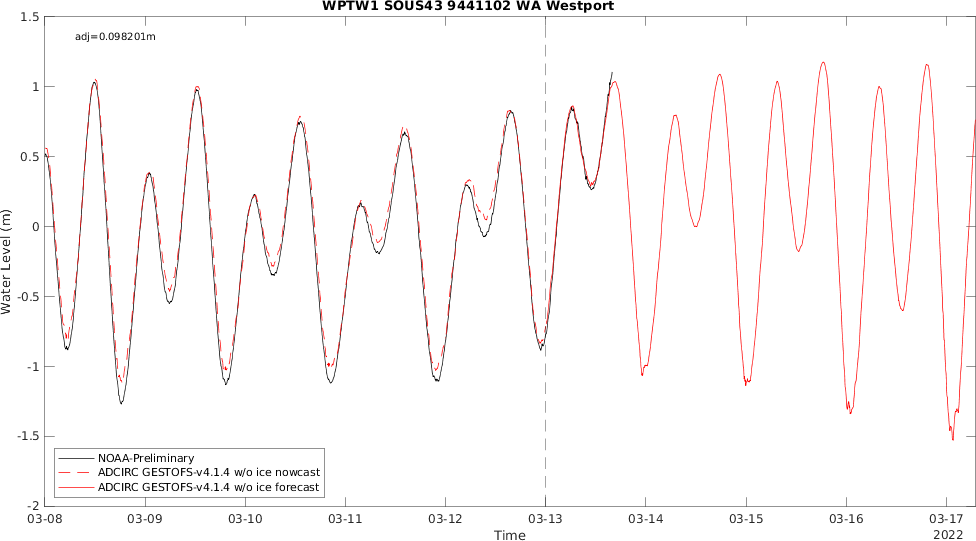 WPTW1 SOUS43 9441102 WA Westport
adj=0.098201m
1.5
1
0.5
0
-0.5
-1
-1.5
-2
Water Level (m)
NOAA-Preliminary
ADCIRC GESTOFS-v4.1.4 w/o ice nowcast
ADCIRC GESTOFS-v4.1.4 w/o ice forecast
03-08 03-09 03-10 03-11 03-12 03-13 03-14 03-15 03-16 03-17
Time
2022